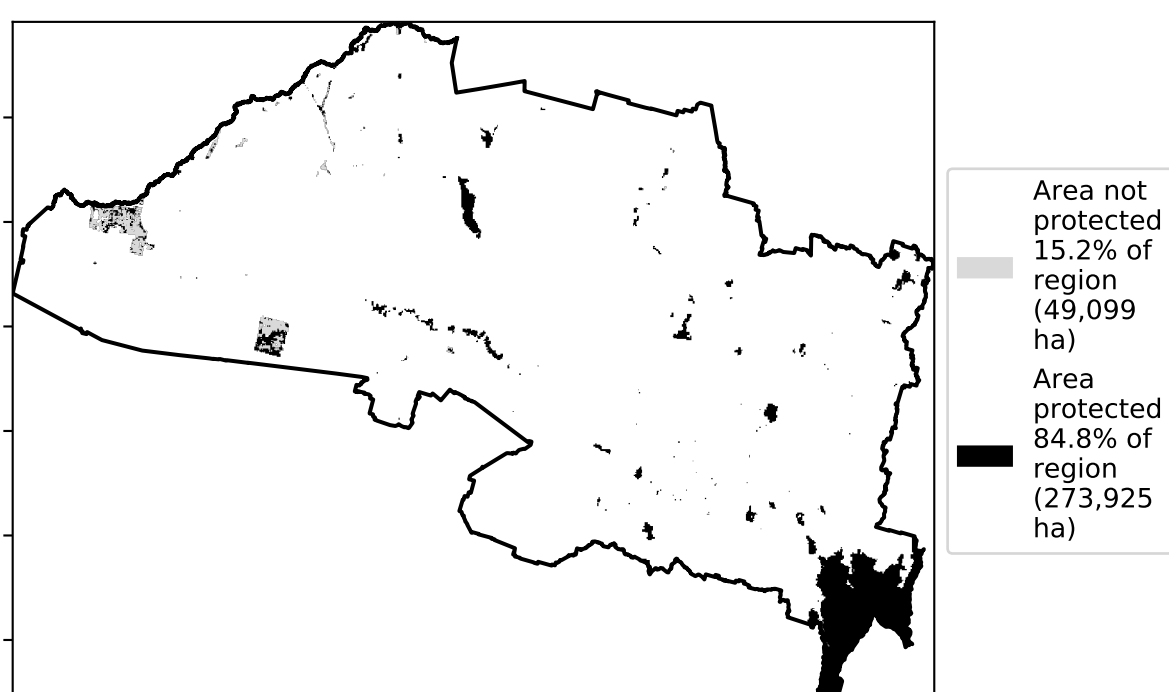 Area not
protected
15.2% of
region
(49,099
ha)
Area
protected
84.8% of
region
(273,925
ha)